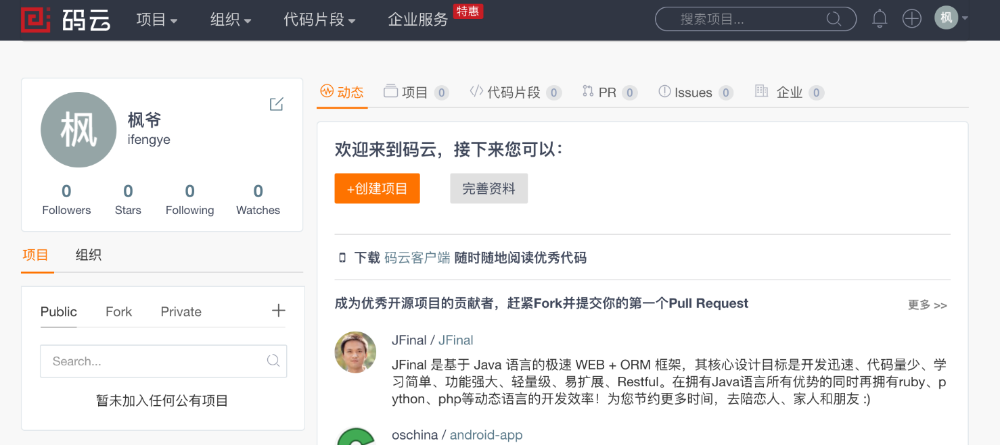 码云 项目 组织 代码片段 企业服务 特惠 搜索项目... 枫
枫
枫爷
ifengye
0 0 0 0
Followers Stars Following Watches
项目 组织
Public Fork Private
Search...
暂未加入任何公有项目
动态 项目 0 代码片段 0 PR 0 Issues 0 企业 0
欢迎来到码云，接下来您可以：
+创建项目 完善资料
下载 码云客户端 随时随地阅读优秀代码
成为优秀开源项目的贡献者，赶紧Fork并提交你的第一个Pull Request 更多 >>
JFinal / JFinal
JFinal 是基于 Java 语言的极速 WEB + ORM 框架，其核心设计目标是开发迅速、代码量少、学
习简单、功能强大、轻量级、易扩展、Restful。在拥有Java语言所有优势的同时再拥有ruby、p
ython、php等动态语言的开发效率！为您节约更多时间，去陪恋人、家人和朋友 :)
oschina / android-app